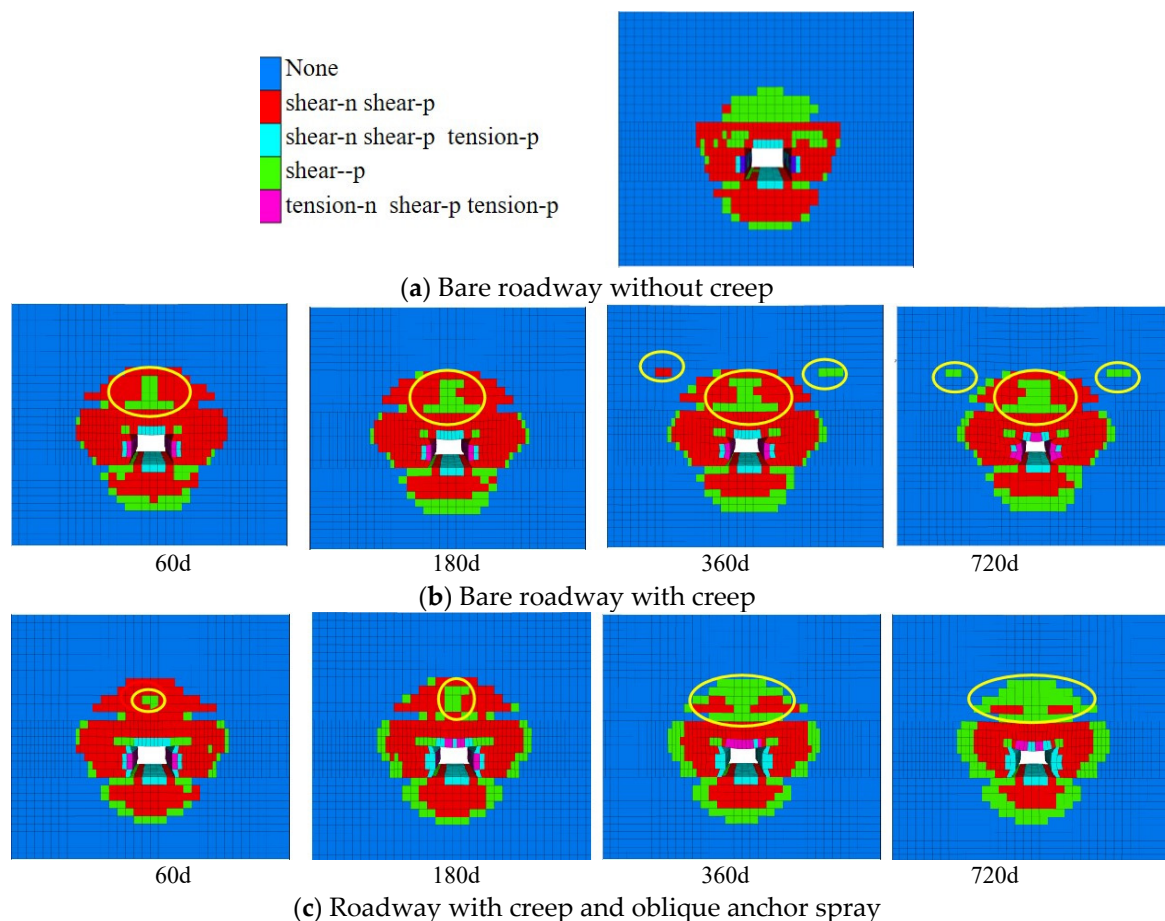 None
shear-n shear-p
shear-n shear-p tension-p
shear--p
tension-n shear-p tension-p
(a) Bare roadway without creep
60d 180d 360d 720d
(b) Bare roadway with creep
60d 180d 360d 720d
(c) Roadway with creep and oblique anchor spray